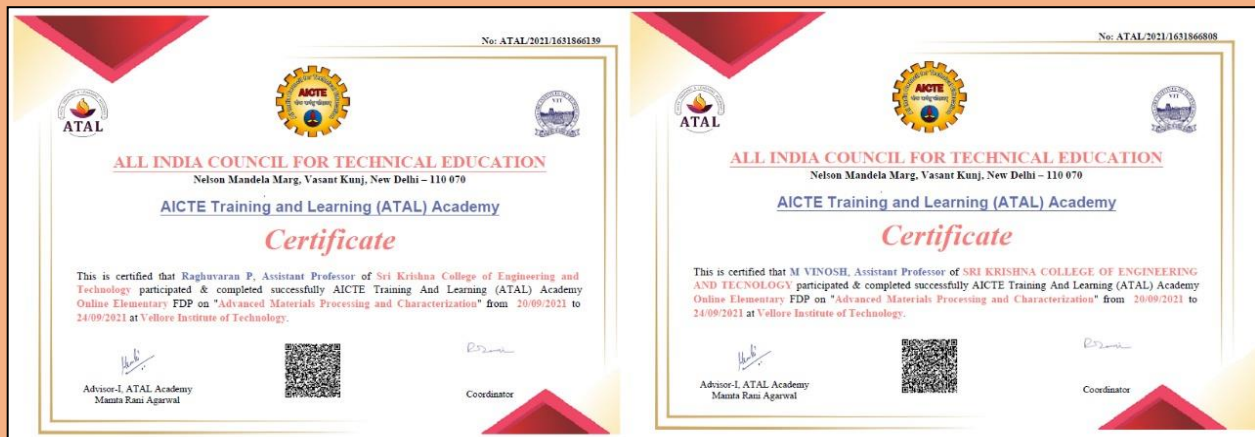 No: ATAL/2021/1631866139
AICTE
ATAL
VIT
ALL INDIA COUNCIL FOR TECHNICAL EDUCATION
Nelson Mandela Marg, Vasant Kunj, New Delhi – 110 070
AICTE Training and Learning (ATAL) Academy
Certificate
This is certified that Raghuvaran P, Assistant Professor of Sri Krishna College of Engineering and
Technology participated & completed successfully AICTE Training And Learning (ATAL) Academy
Online Elementary FDP on "Advanced Materials Processing and Characterization" from 20/09/2021 to
24/09/2021 at Vellore Institute of Technology.
Advisor-I, ATAL Academy
Mamta Rani Agarwal
Coordinator
No: ATAL/2021/1631866808
AICTE
ATAL
VIT
ALL INDIA COUNCIL FOR TECHNICAL EDUCATION
Nelson Mandela Marg, Vasant Kunj, New Delhi – 110 070
AICTE Training and Learning (ATAL) Academy
Certificate
This is certified that M VINOSH, Assistant Professor of SRI KRISHNA COLLEGE OF ENGINEERING
AND TECNOLOGY participated & completed successfully AICTE Training And Learning (ATAL) Academy
Online Elementary FDP on "Advanced Materials Processing and Characterization" from 20/09/2021 to
24/09/2021 at Vellore Institute of Technology.
Advisor-I, ATAL Academy
Mamta Rani Agarwal
Coordinator